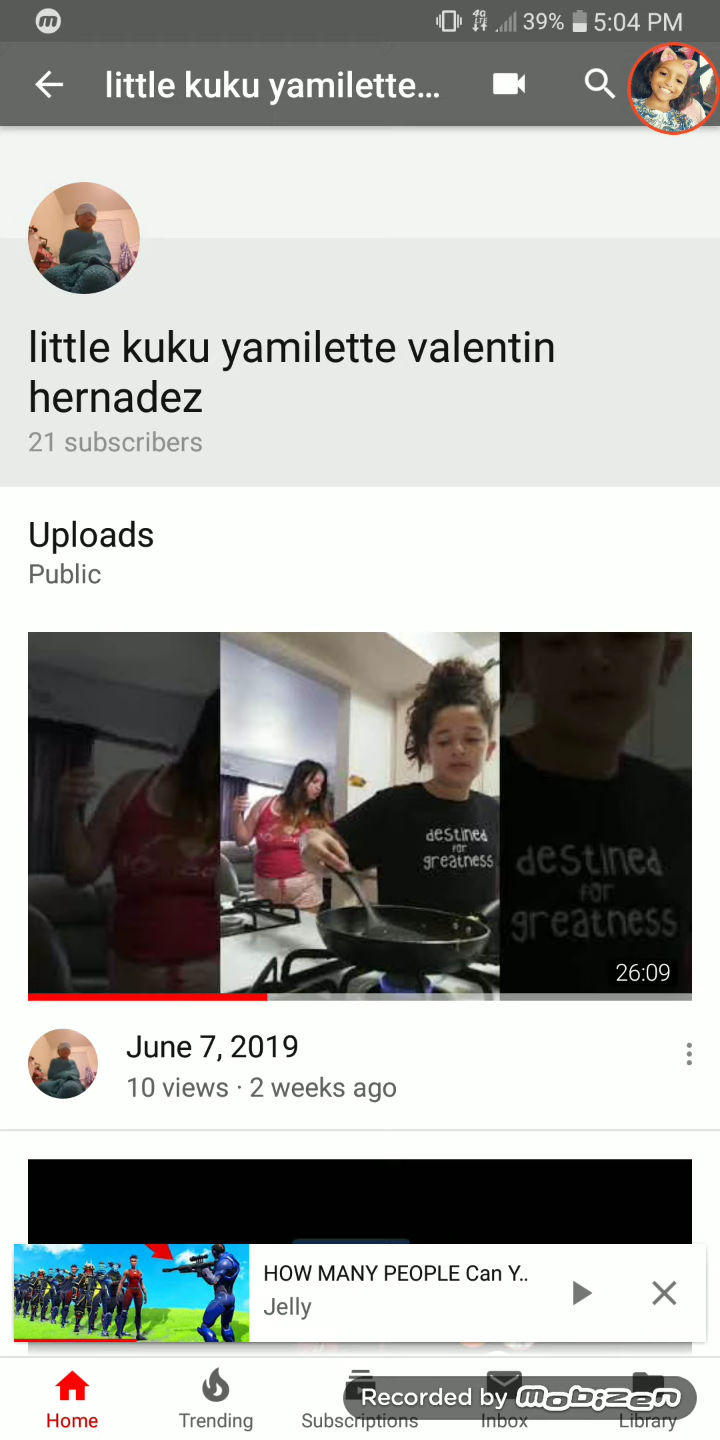 39% 5:04 PM
little kuku yamilette...
little kuku yamilette valentin
hernadez
21 subscribers
Uploads
Public
destined
for
greatness
destined
for
greatness
26:09
June 7, 2019
10 views · 2 weeks ago
HOW MANY PEOPLE Can Y..
Jelly
Recorded by mobizen
Home
Trending
Subscriptions
Inbox
Library